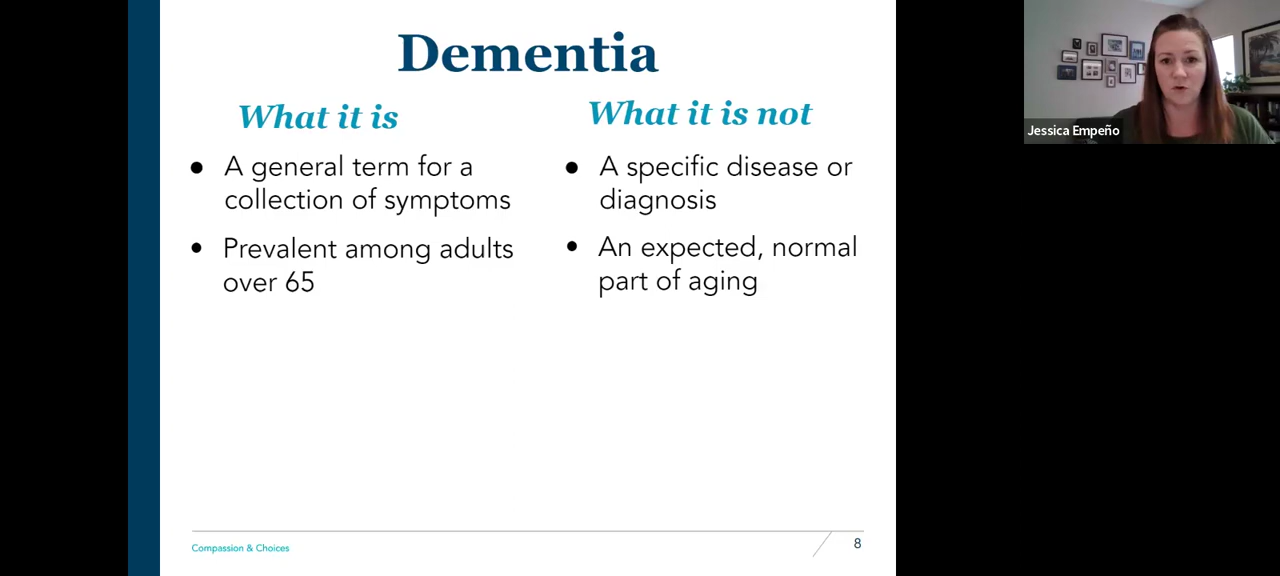 Dementia
What it is
● A general term for a
collection of symptoms
• Prevalent among adults
over 65
What it is not
● A specific disease or
diagnosis
• An expected, normal
part of aging
Compassion & Choices
8
Jessica Empeño